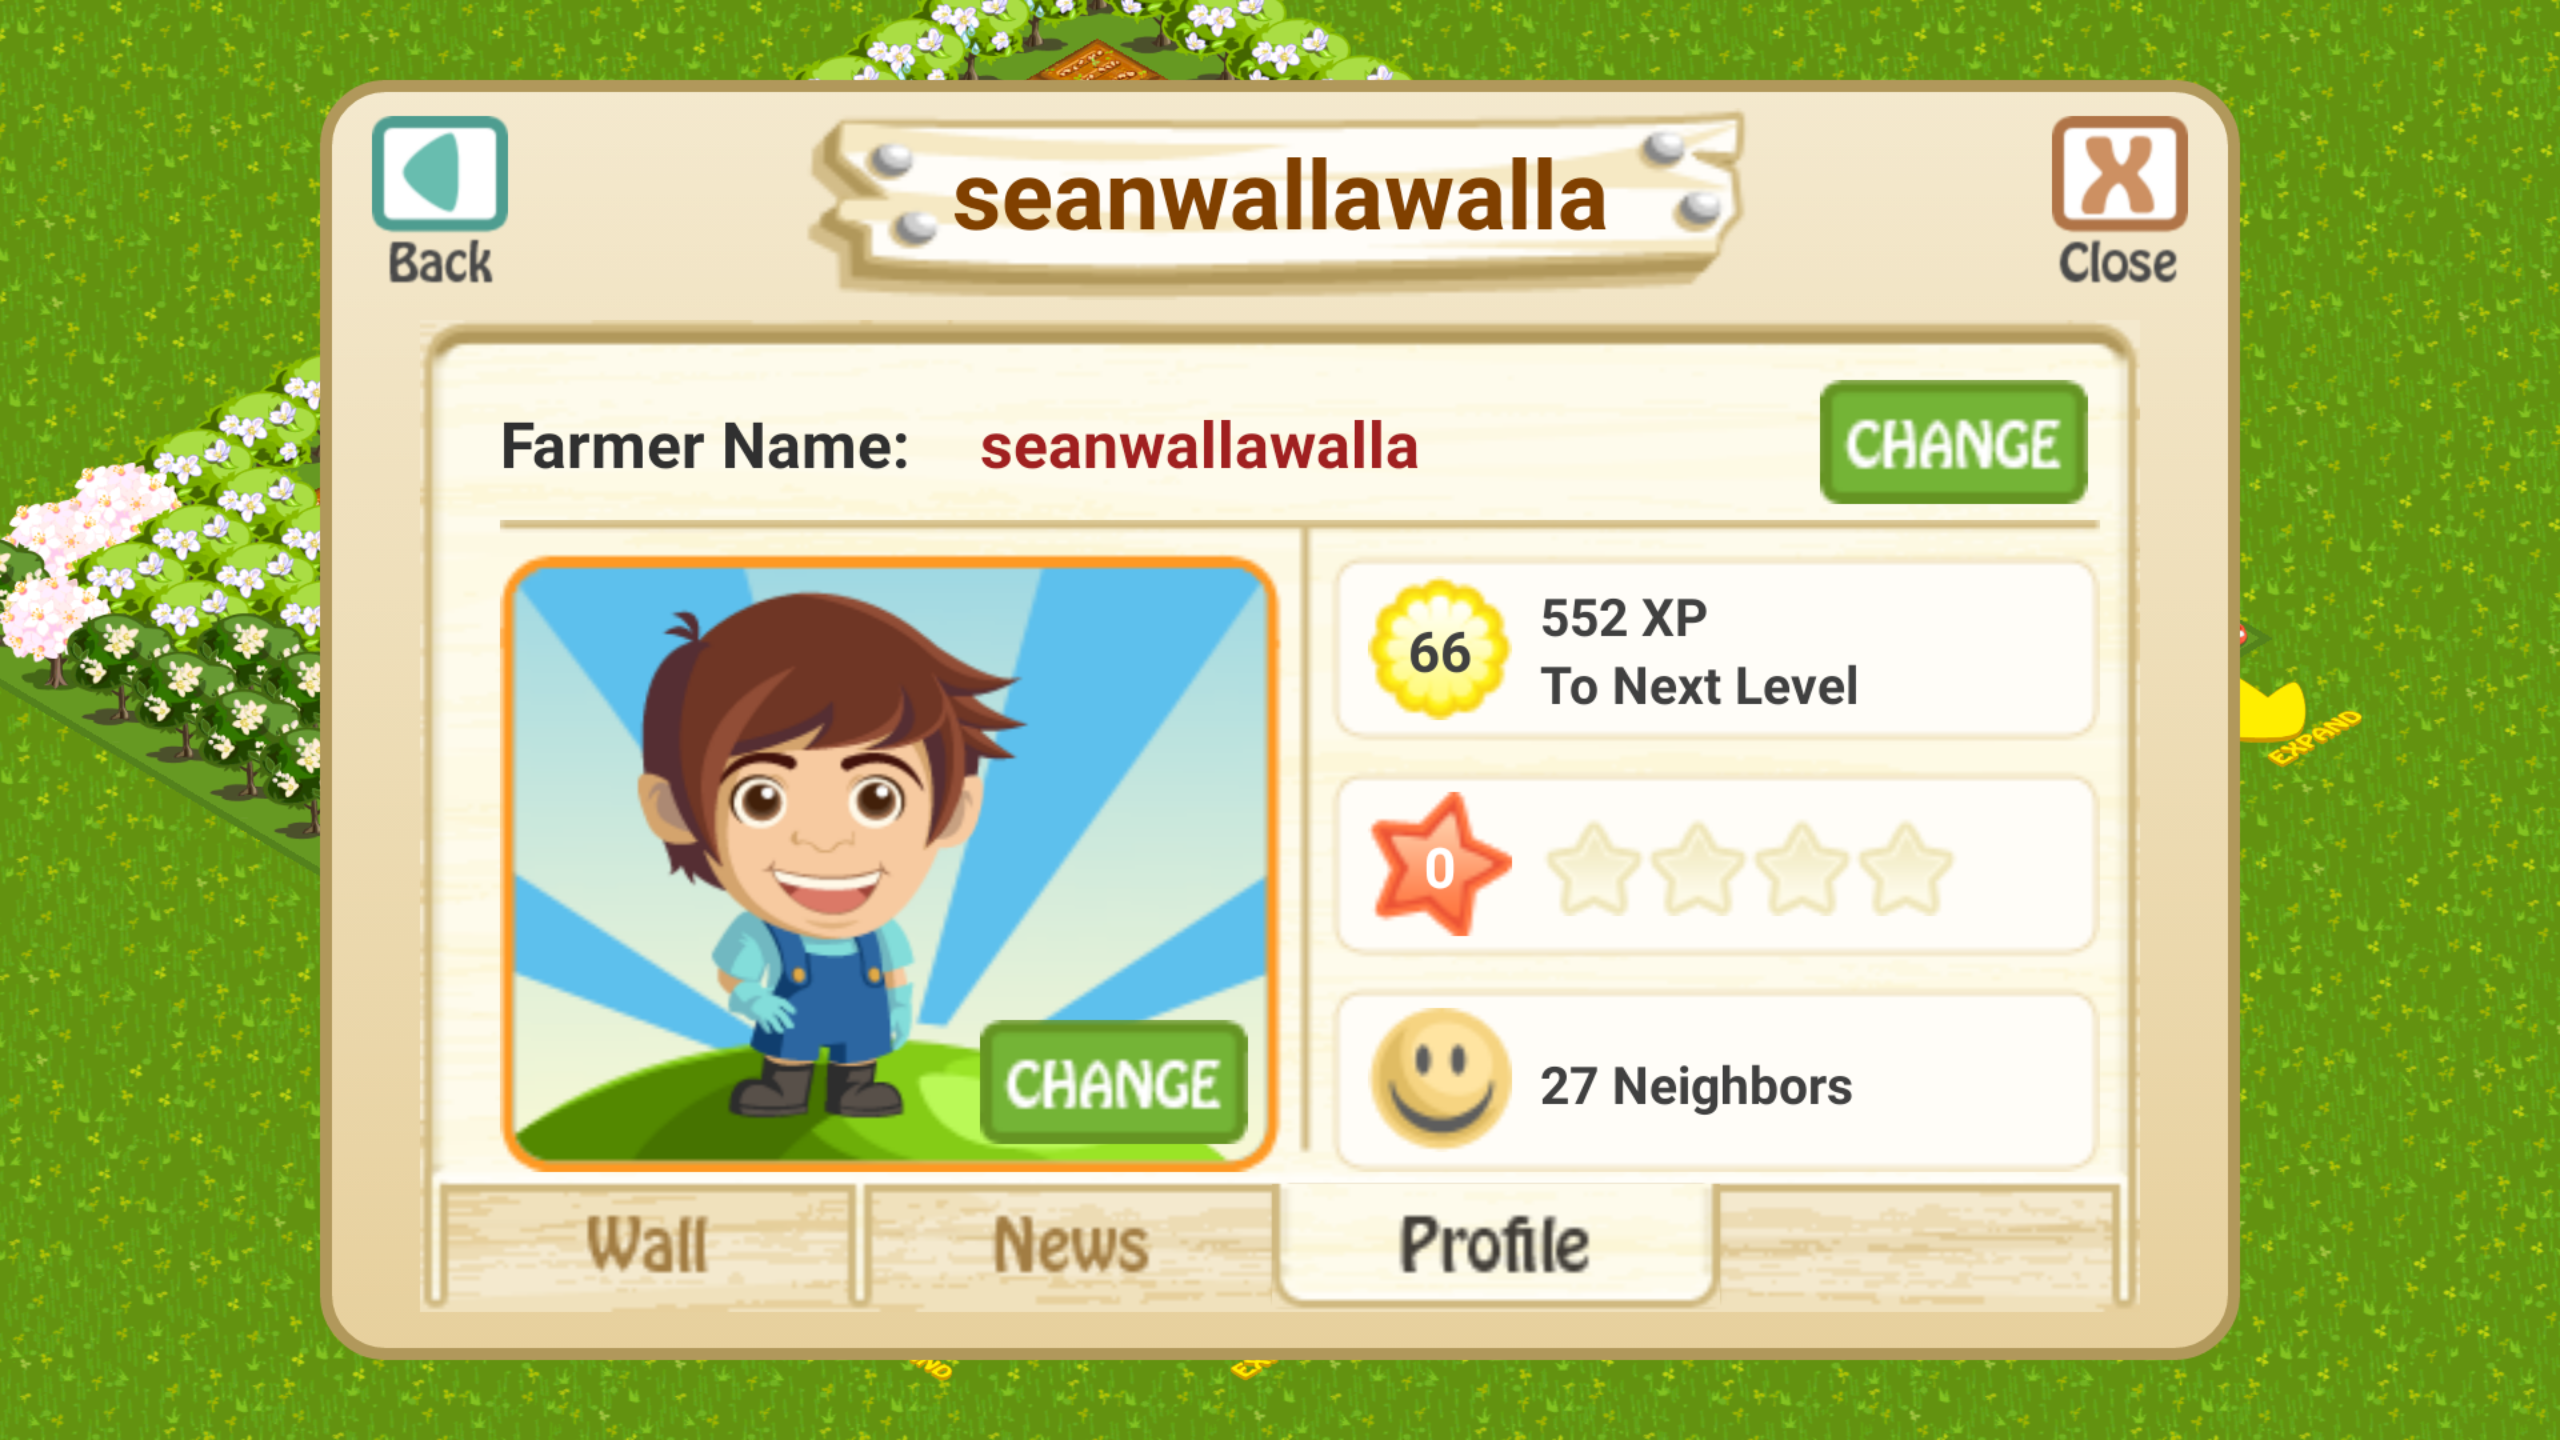 seanwallawalla
Back
Close
Farmer Name: seanwallawalla
CHANGE
66
552 XP
To Next Level
0
27 Neighbors
CHANGE
Wall
News
Profile
EXPAND